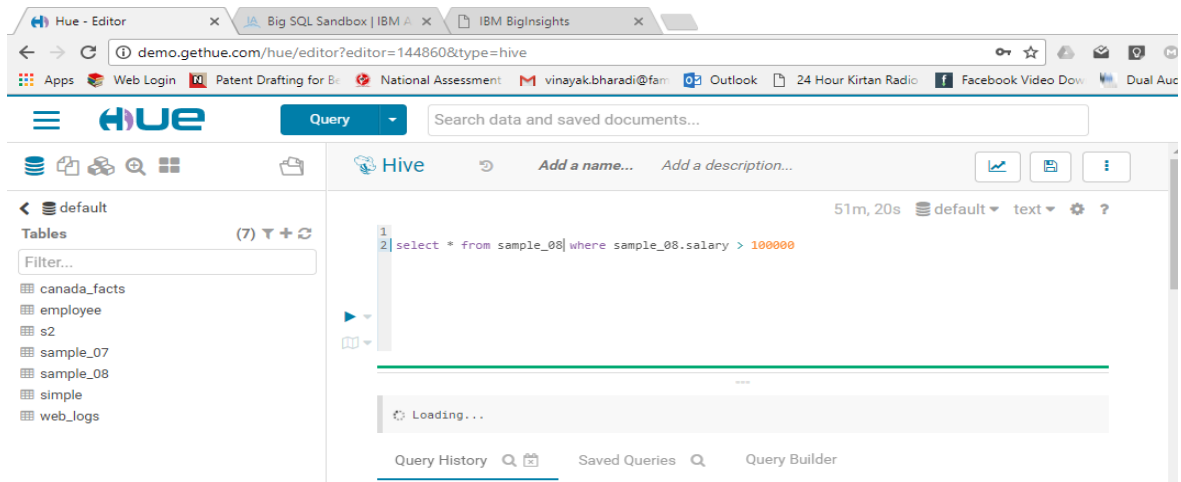 Hue - Editor
Big SQL Sandbox | IBM A
IBM BigInsights
demo.gethue.com/hue/editor?editor=144860&type=hive
Apps Web Login Patent Drafting for Be National Assessment vinayak.bharadi@fam Outlook 24 Hour Kirtan Radio Facebook Video Dow Dual Auc
HUE
Query
Search data and saved documents...
Hive Add a name... Add a description...
default
51m, 20s default text ?
Tables (7)
Filter...
1
2 select * from sample_08 where sample_08.salary > 100000
canada_facts
employee
s2
sample_07
sample_08
simple
web_logs
Loading...
Query History Saved Queries Query Builder